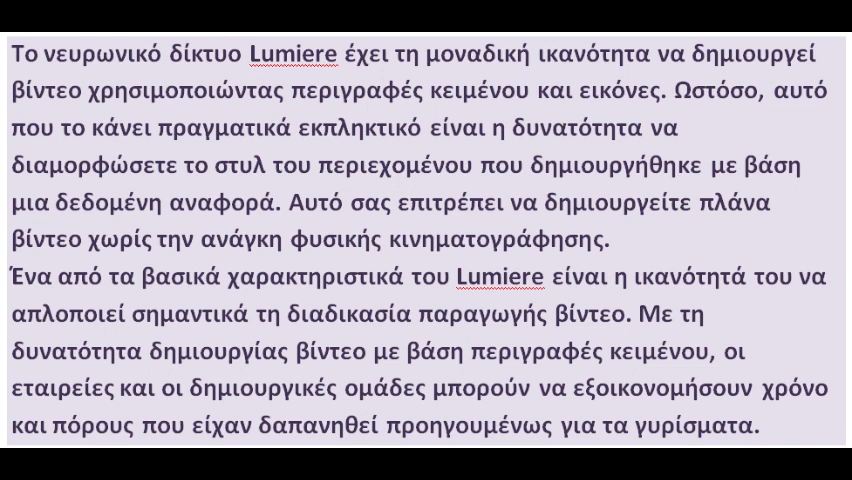 Το νευρωνικό δίκτυο Lumiere έχει τη μοναδική ικανότητα να δημιουργεί
βίντεο χρησιμοποιώντας περιγραφές κειμένου και εικόνες. Ωστόσο, αυτό
που το κάνει πραγματικά εκπληκτικό είναι η δυνατότητα να
διαμορφώσετε το στυλ του περιεχομένου που δημιουργήθηκε με βάση
μια δεδομένη αναφορά. Αυτό σας επιτρέπει να δημιουργείτε πλάνα
βίντεο χωρίς την ανάγκη φυσικής κινηματογράφησης.
Ένα από τα βασικά χαρακτηριστικά του Lumiere είναι η ικανότητά του να
απλοποιεί σημαντικά τη διαδικασία παραγωγής βίντεο. Με τη
δυνατότητα δημιουργίας βίντεο με βάση περιγραφές κειμένου, οι
εταιρείες και οι δημιουργικές ομάδες μπορούν να εξοικονομήσουν χρόνο
και πόρους που είχαν δαπανηθεί προηγουμένως για τα γυρίσματα.